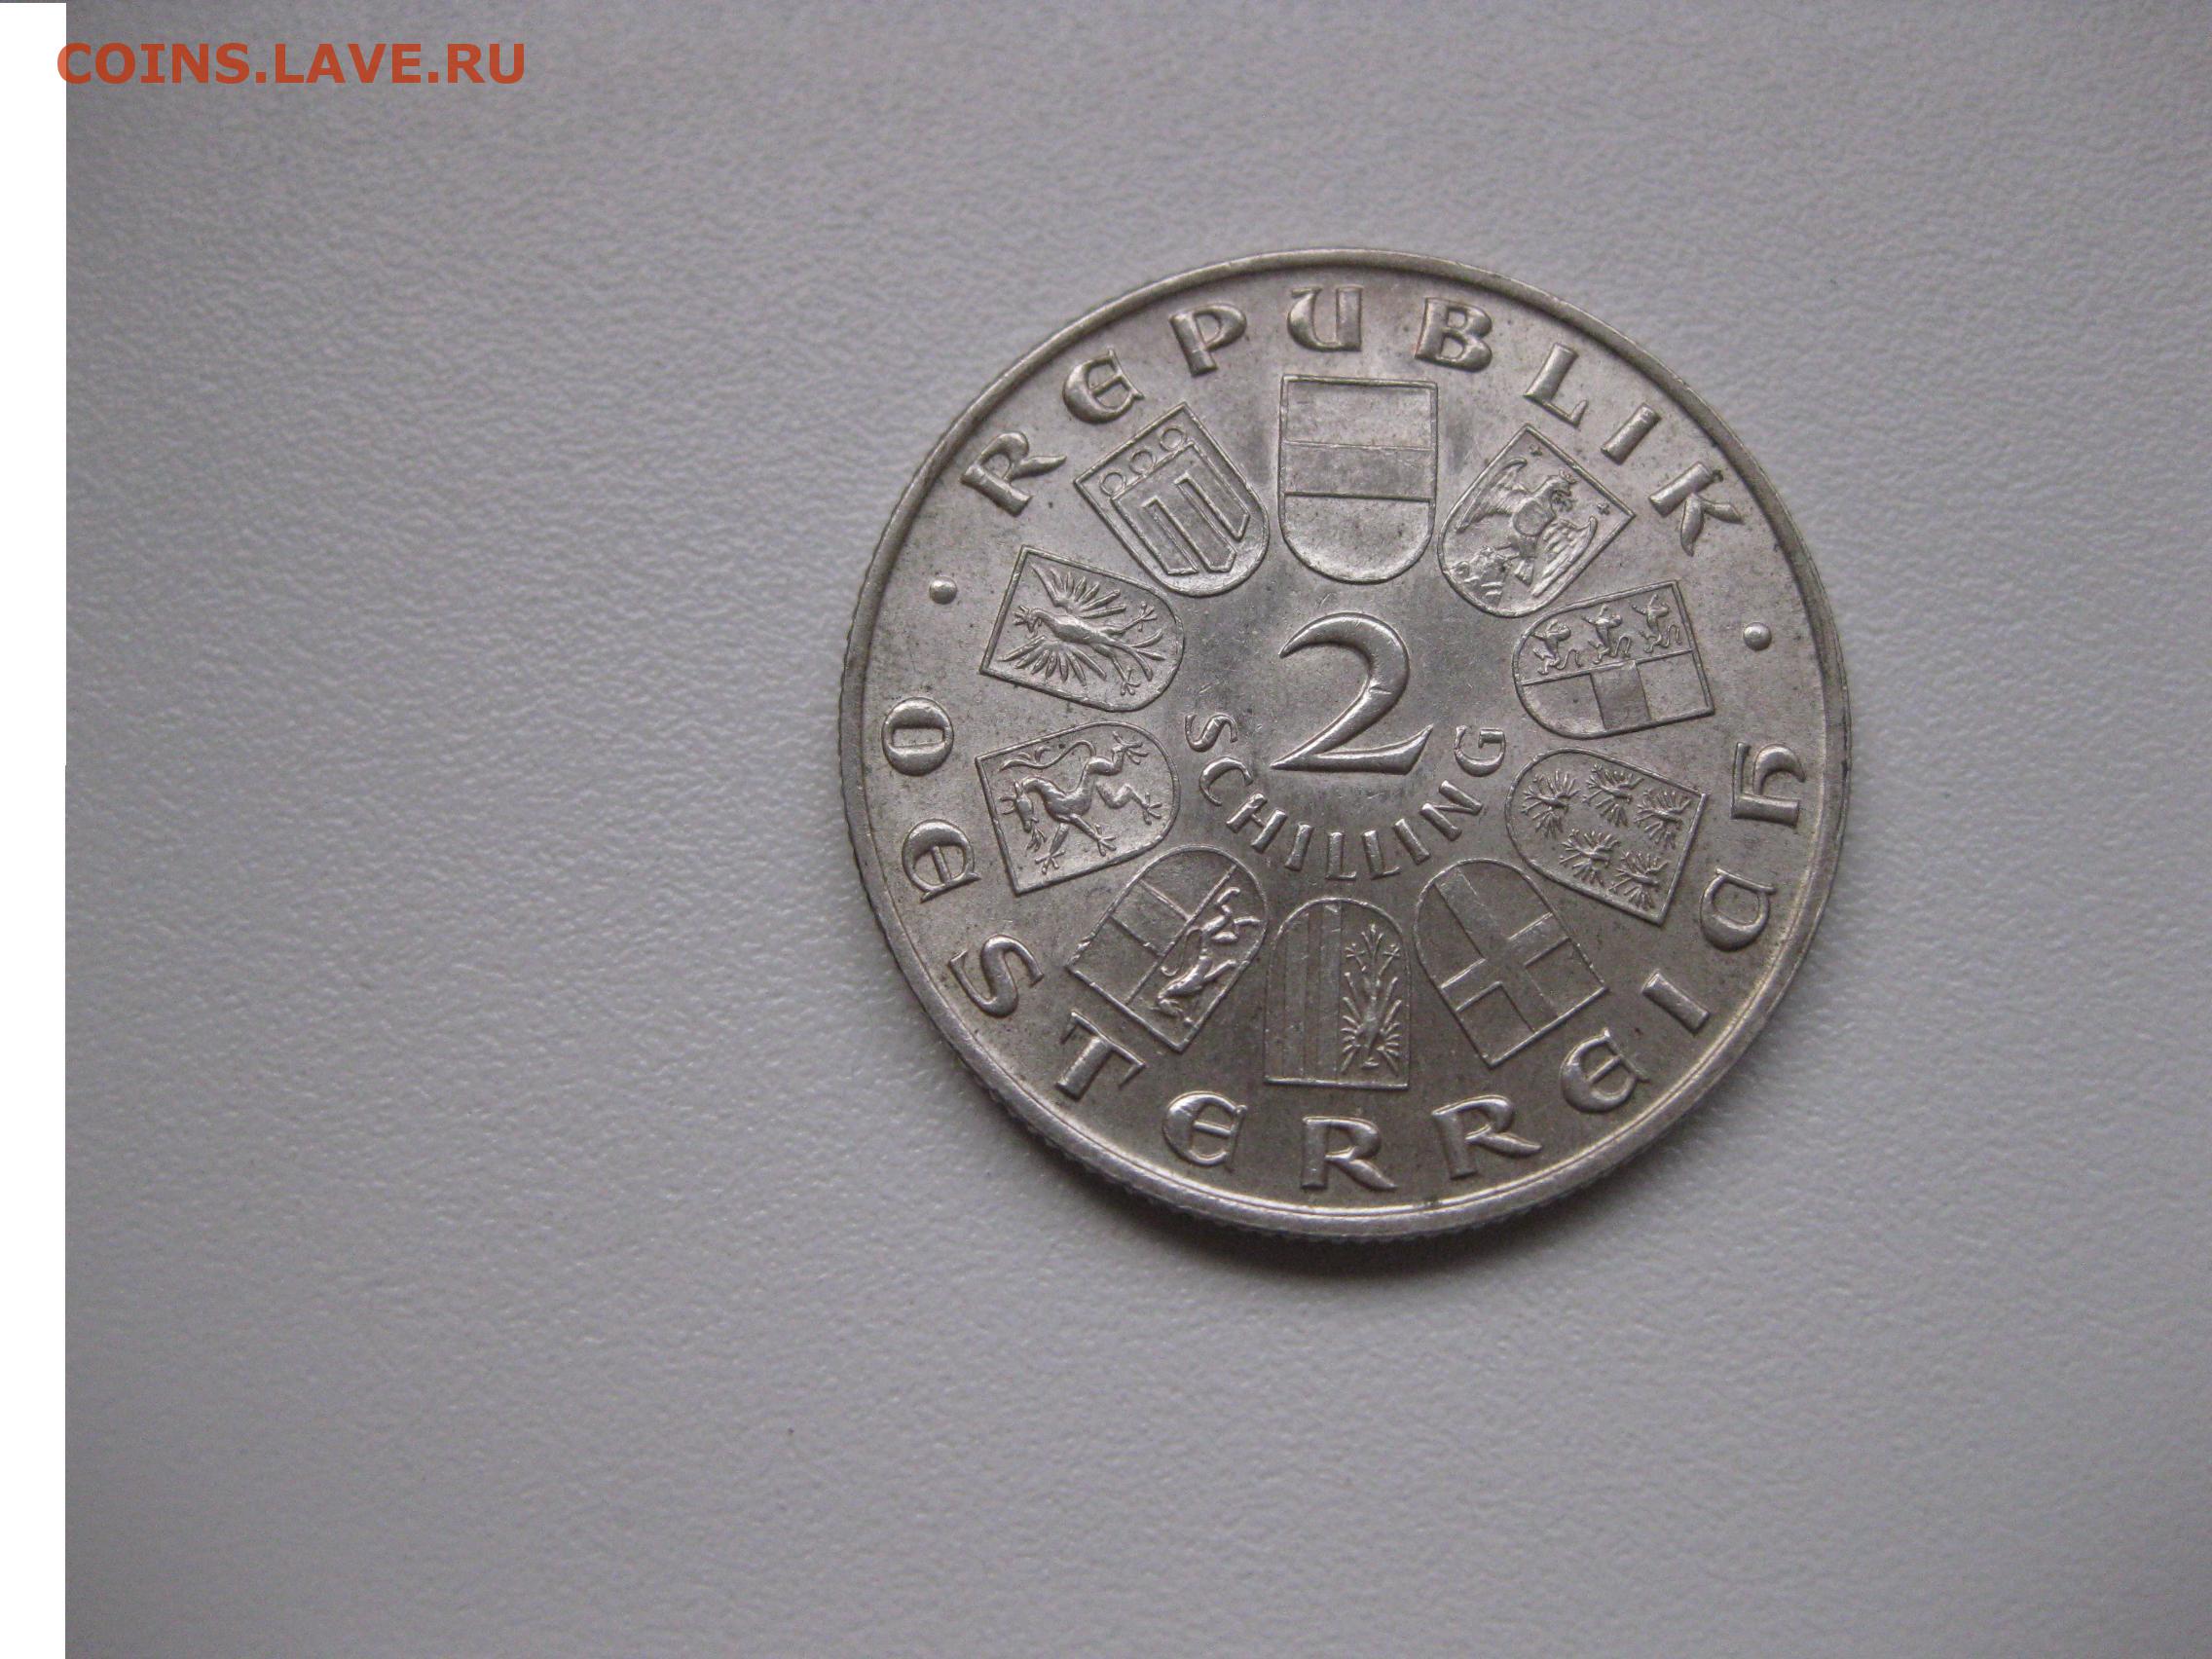 COINS.LAVE.RU
· REPUBLIK ·
2
SCHILLING
OESTERREICH